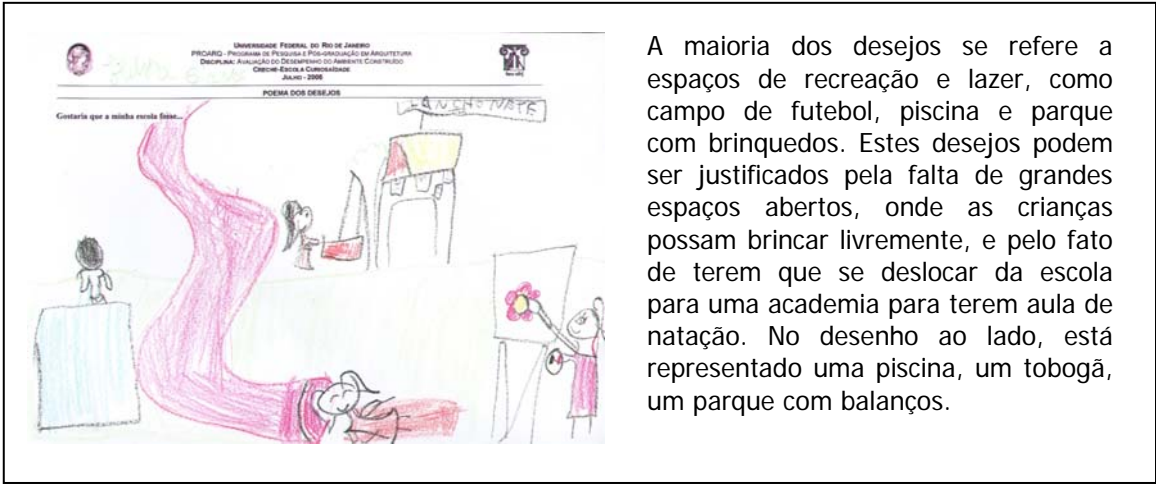 UNIVERSIDADE FEDERAL DO RIO DE JANEIRO
PROARQ - PROGRAMA DE PESQUISA E PÓS-GRADUAÇÃO EM ARQUITETURA
DISCIPLINA: AVALIAÇÃO DO DESEMPENHO DO AMBIENTE CONSTRUÍDO
CRECHE-ESCOLA CURIOSAIDADE
JULHO - 2006
POEMA DOS DESEJOS
Gostaria que a minha escola fosse...
LANCHONATE
A maioria dos desejos se refere a
espaços de recreação e lazer, como
campo de futebol, piscina e parque
com brinquedos. Estes desejos podem
ser justificados pela falta de grandes
espaços abertos, onde as crianças
possam brincar livremente, e pelo fato
de terem que se deslocar da escola
para uma academia para terem aula de
natação. No desenho ao lado, está
representado uma piscina, um tobogã,
um parque com balanços.